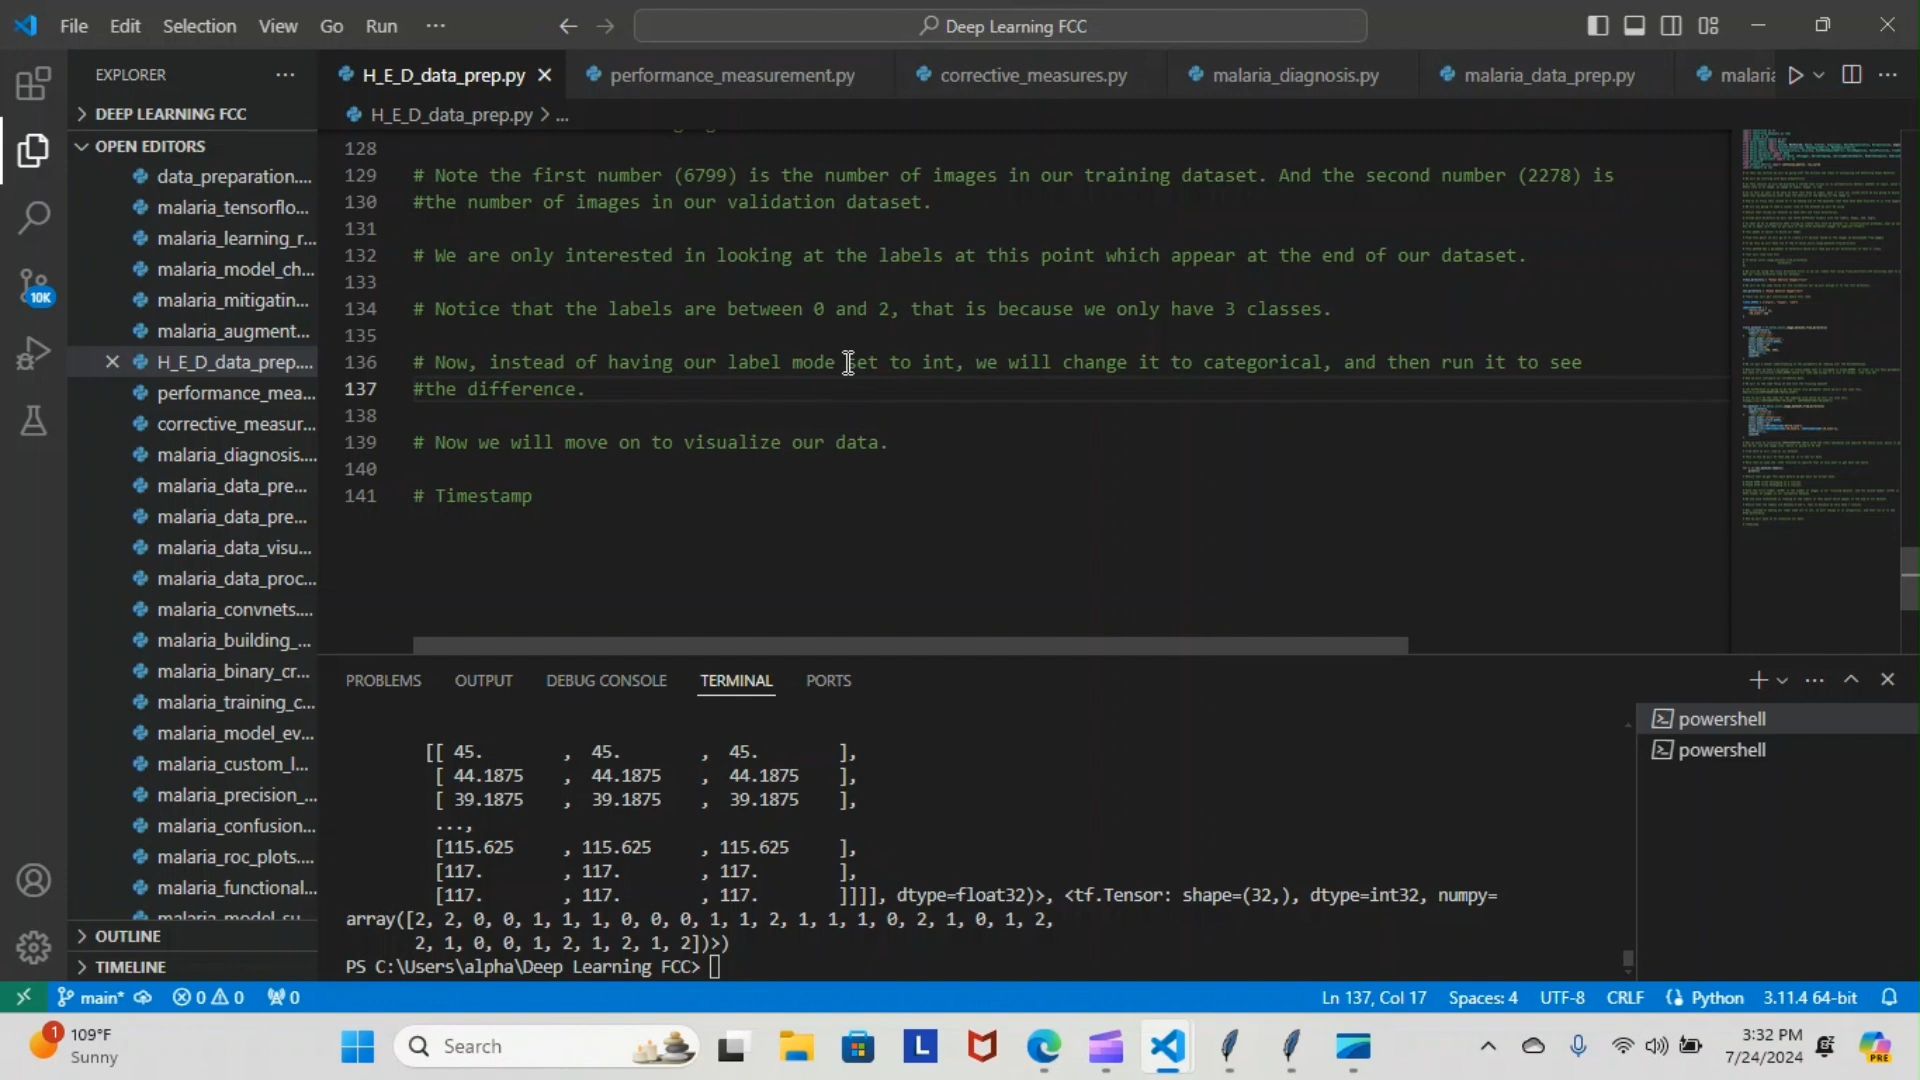 File Edit Selection View Go Run ···
Deep Learning FCC
EXPLORER ···
H_E_D_data_prep.py
performance_measurement.py
corrective_measures.py
malaria_diagnosis.py
malaria_data_prep.py
malaria
H_E_D_data_prep.py > ...
DEEP LEARNING FCC
OPEN EDITORS
data_preparation....
malaria_tensorflo...
malaria_learning_r...
malaria_model_ch...
malaria_mitigatin...
malaria_augment...
H_E_D_data_prep....
performance_mea...
corrective_measur...
malaria_diagnosis....
malaria_data_pre...
malaria_data_pre...
malaria_data_visu...
malaria_data_proc...
malaria_convnets....
malaria_building_...
malaria_binary_cr...
malaria_training_c...
malaria_model_ev...
malaria_custom_l...
malaria_precision_...
malaria_confusion...
malaria_roc_plots....
malaria_functional...
malaria_model_su...
OUTLINE
TIMELINE
10K
128
129 # Note the first number (6799) is the number of images in our training dataset. And the second number (2278) is
130 #the number of images in our validation dataset.
131
132 # We are only interested in looking at the labels at this point which appear at the end of our dataset.
133
134 # Notice that the labels are between 0 and 2, that is because we only have 3 classes.
135
136 # Now, instead of having our label mode set to int, we will change it to categorical, and then run it to see
137 #the difference.
138
139 # Now we will move on to visualize our data.
140
141 # Timestamp
PROBLEMS OUTPUT DEBUG CONSOLE TERMINAL PORTS
powershell
powershell
[[ 45. , 45. , 45. ],
[ 44.1875 , 44.1875 , 44.1875 ],
[ 39.1875 , 39.1875 , 39.1875 ],
...,
[115.625 , 115.625 , 115.625 ],
[117. , 117. , 117. ],
[117. , 117. , 117. ]]]], dtype=float32)>, <tf.Tensor: shape=(32,), dtype=int32, numpy=
array([2, 2, 0, 0, 1, 1, 1, 0, 0, 0, 1, 1, 2, 1, 1, 1, 0, 2, 1, 0, 1, 2,
2, 1, 0, 0, 1, 2, 1, 2, 1, 2])>)
PS C:\Users\alpha\Deep Learning FCC>
main* 0 0 0 Ln 137, Col 17 Spaces: 4 UTF-8 CRLF Python 3.11.4 64-bit
1 109°F
Sunny
Search
L
3:32 PM
7/24/2024
PRE